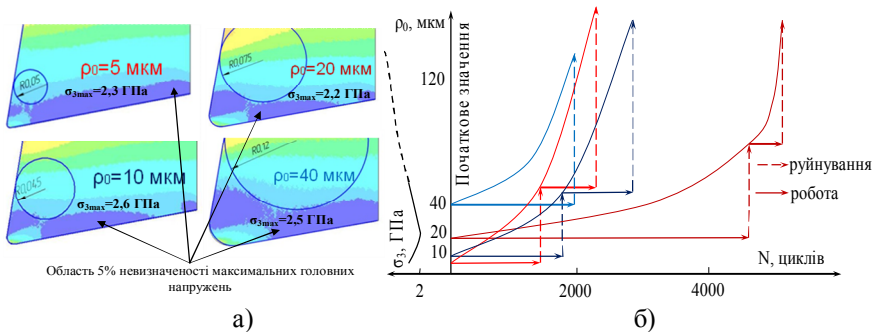 R0,05
ρ0=5 мкм
σ3max=2,3 ГПа
R0,075
ρ0=20 мкм
σ3max=2,2 ГПа
R0,045
ρ0=10 мкм
σ3max=2,6 ГПа
R0,12
ρ0=40 мкм
σ3max=2,5 ГПа
Область 5% невизначеності максимальних головних
напружень
а)
ρ0, мкм
Початкове значення
120
40
20
10
σ3, ГПа
2
2000
4000
N, циклів
руйнування
робота
б)